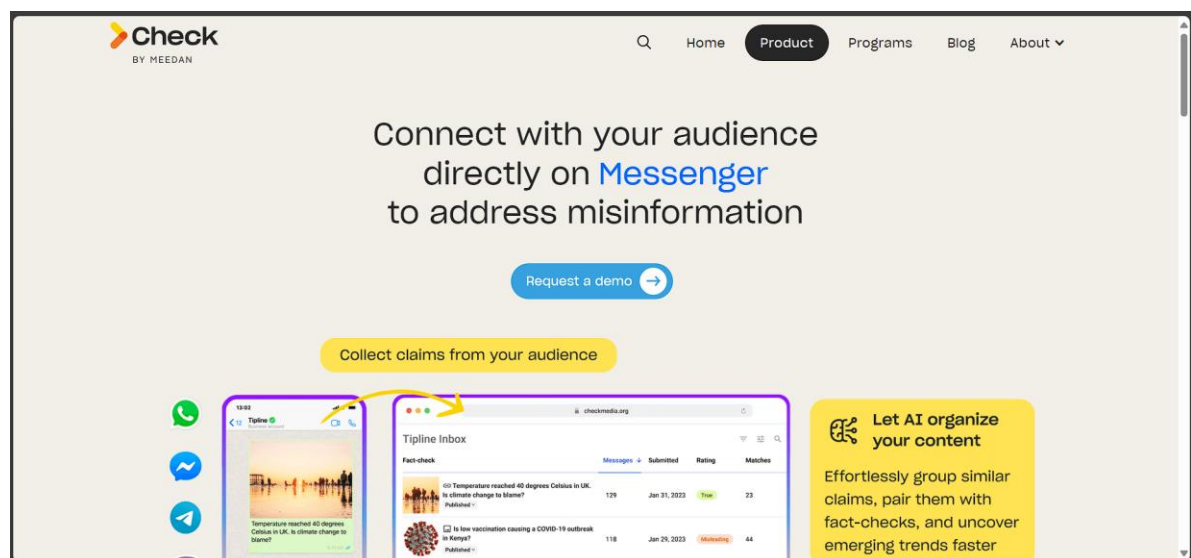 Check
BY MEEDAN
Home
Product
Programs
Blog
About
Connect with your audience
directly on Messenger
to address misinformation
Request a demo
Collect claims from your audience
13:02
12
Tipline
Business account
Temperature reached 40 degrees
Celsius in UK. Is climate change to
blame?
checkmedia.org
Tipline Inbox
Fact-check
Messages
Submitted
Rating
Matches
Temperature reached 40 degrees Celsius in UK.
Is climate change to blame?
Published
129
Jan 31, 2023
True
23
Is low vaccination causing a COVID-19 outbreak
in Kenya?
Published
118
Jan 29, 2023
Misleading
44
Let AI organize
your content
Effortlessly group similar
claims, pair them with
fact-checks, and uncover
emerging trends faster